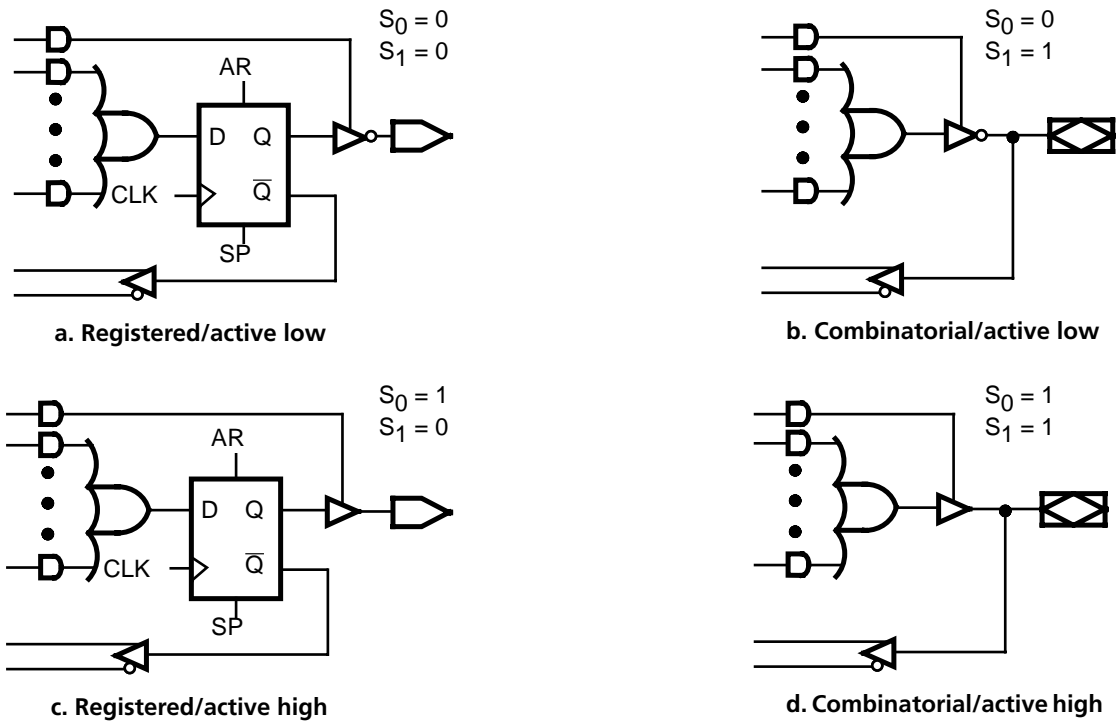 S0 = 0
S1 = 0
AR
D Q
CLK Q̅
SP
a. Registered/active low
S0 = 0
S1 = 1
b. Combinatorial/active low
S0 = 1
S1 = 0
AR
D Q
CLK Q̅
SP
c. Registered/active high
S0 = 1
S1 = 1
d. Combinatorial/active high